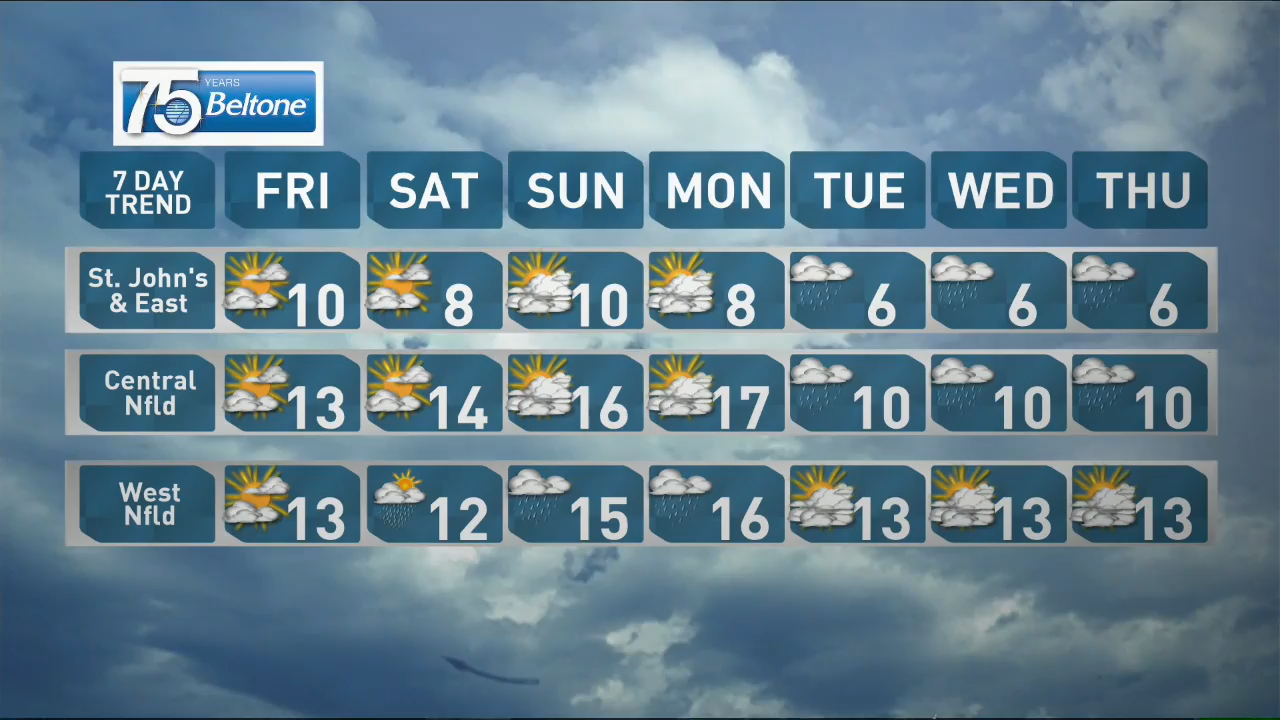 75 YEARS
Beltone
7 DAY
TREND
FRI SAT SUN MON TUE WED THU
St. John's
& East
10 8 10 8 6 6 6
Central
Nfld
13 14 16 17 10 10 10
West
Nfld
13 12 15 16 13 13 13